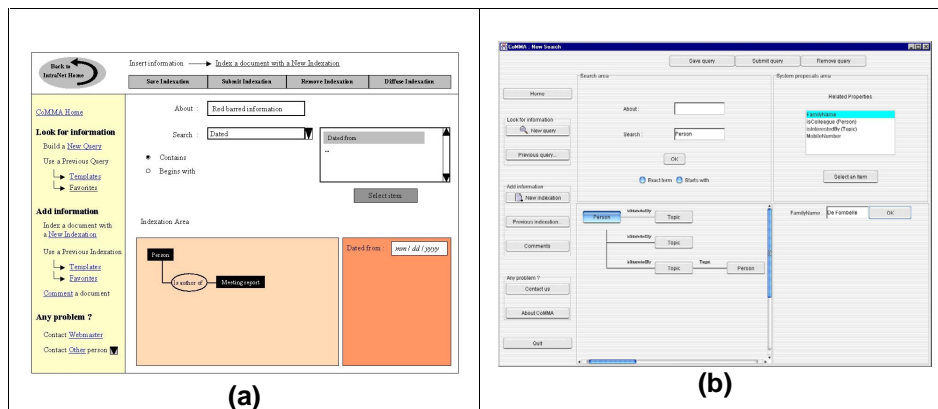 Back to
IntraNet Home
Insert information
Index a document with a New Indexation
Save Indexation
Submit Indexation
Remove Indexation
Diffuse Indexation
CoMMA Home
Look for information
Build a New Query
Use a Previous Query
Templates
Favorites
Add information
Index a document with
a New Indexation
Use a Previous Indexation
Templates
Favorites
Comment a document
Any problem ?
Contact Webmaster
Contact Other person
About :
Red barred information
Search :
Dated
Contains
Begins with
Dated from
...
Select item
Indexation Area
Person
Is author of
Meeting report
Dated from :
mm / dd / yyyy
(a)
CoMMA : New Search
Save query
Submit query
Remove query
Home
Look for information
New query
Previous query...
Add information
New indexation
Previous indexation...
Comments
Any problem ?
Contact us
About CoMMA
Quit
Search area
About :
Search :
Person
OK
Exact term
Starts with
System proposals area
Related Properties
FamilyName
isColleague (Person)
isInterestedBy (Topic)
MobileNumber
Select an item
Person
Topic
Topic
Topic
Person
FamilyName :
De Fombelle
OK
(b)